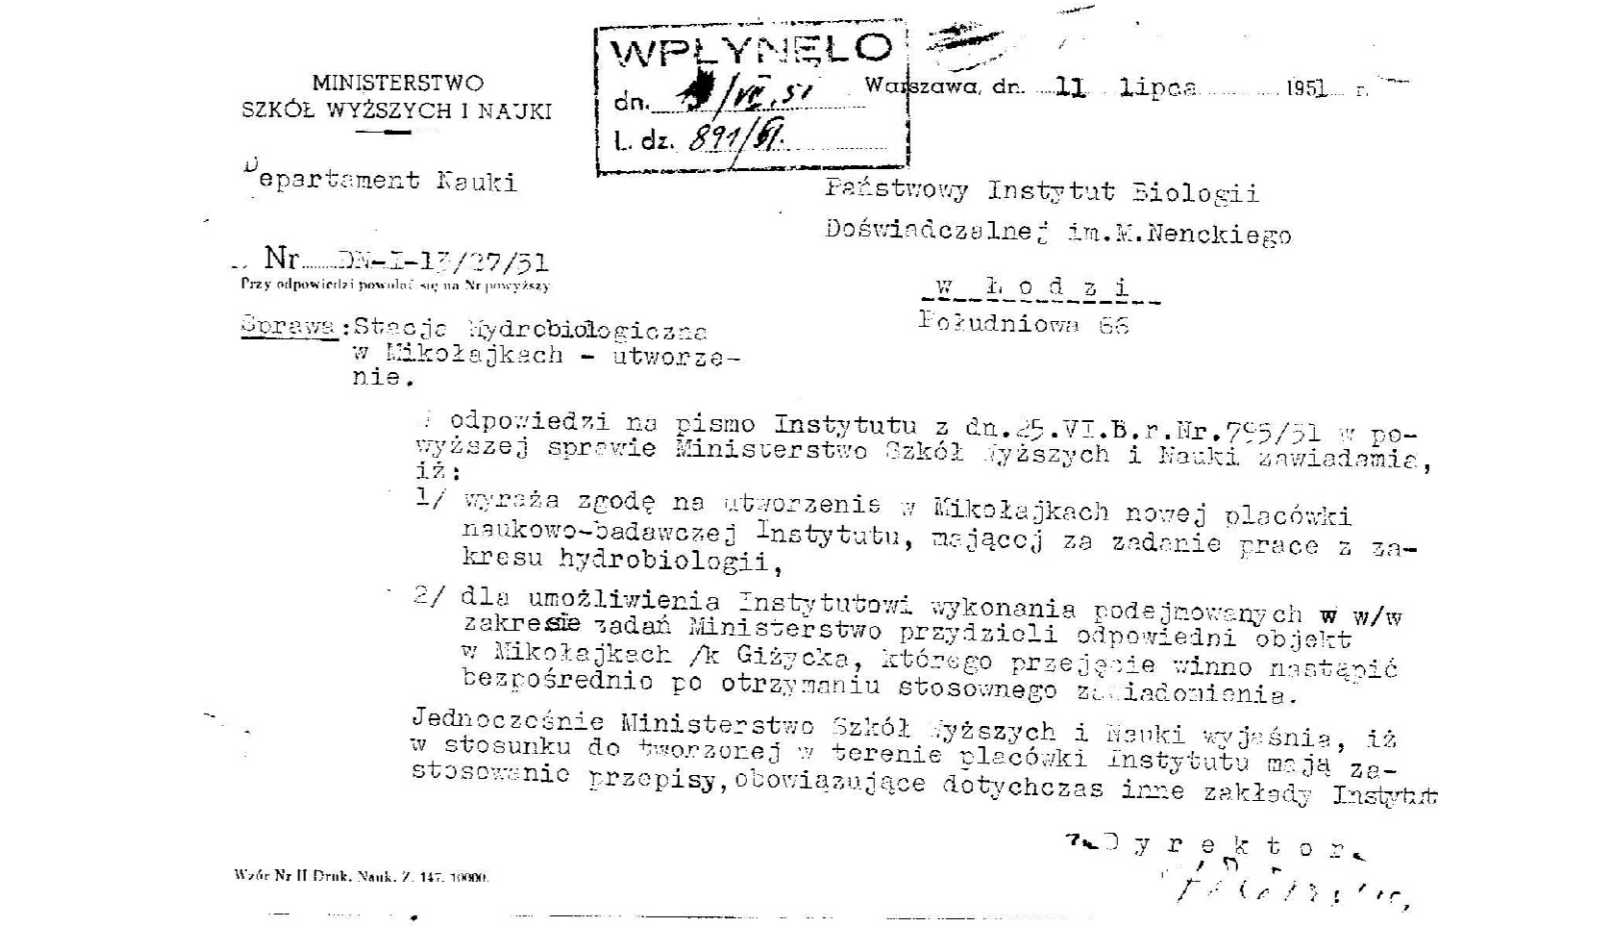 MINISTERSTWO
SZKÓŁ WYŻSZYCH I NAUKI
WPŁYNĘŁO
dn. /VII.51
L. dz. 891/51.
Warszawa, dn. 11 lipca 1951 r.
Departament Nauki
Państwowy Instytut Biologii
Doświadczalnej im.M.Nenckiego
w Łodzi
Południowa 66
Nr DN-I-13/27/51
Przy odpowiedzi powołać się na Nr powyższy
Sprawa:Stacja Hydrobiologiczna
w Mikołajkach - utworze-
nie.
odpowiedzi na pismo Instytutu z dn.25.VI.B.r.Nr.795/51 w po-
wyższej sprawie Ministerstwo Szkół Wyższych i Nauki zawiadamia,
iż:
1/ wyraża zgodę na utworzenie w Mikołajkach nowej placówki
naukowo-badawczej Instytutu, mającej za zadanie prace z za-
kresu hydrobiologii,
2/ dla umożliwienia Instytutowi wykonania podejmowanych w w/w
zakresie zadań Ministerstwo przydzieli odpowiedni objekt
w Mikołajkach /k Giżycka, którego przejęcie winno nastąpić
bezpośrednio po otrzymaniu stosownego zawiadomienia.
Jednocześnie Ministerstwo Szkół Wyższych i Nauki wyjaśnia, iż
w stosunku do tworzonej w terenie placówki Instytutu mają za-
stosowanie przepisy,obowiązujące dotychczas inne zakłady Instytut
Dyrektor
Wzór Nr II Druk. Nauk. Z. 147. 10000.